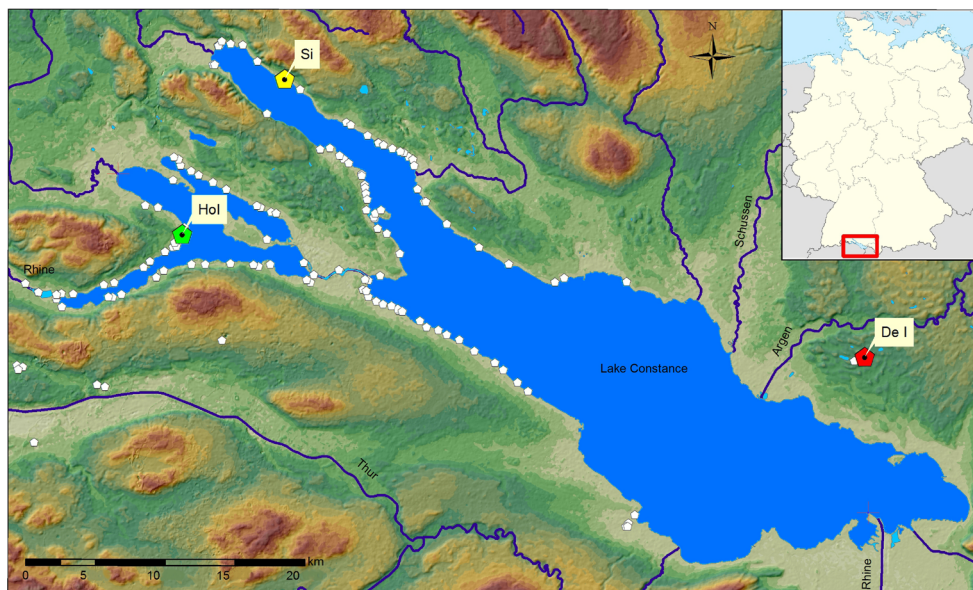 N
Si
Hol
Schussen
Rhine
De I
Argen
Lake Constance
Thur
Rhine
km
0 5 10 15 20